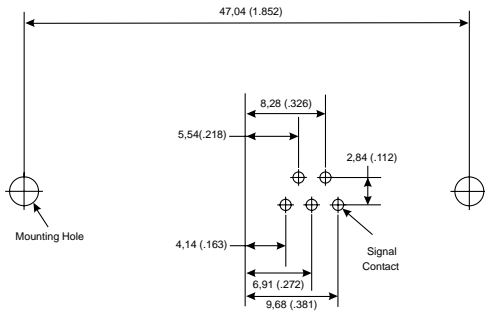 47,04 (1.852)
8,28 (.326)
5,54(.218)
2,84 (.112)
Mounting Hole
4,14 (.163)
Signal
Contact
6,91 (.272)
9,68 (.381)